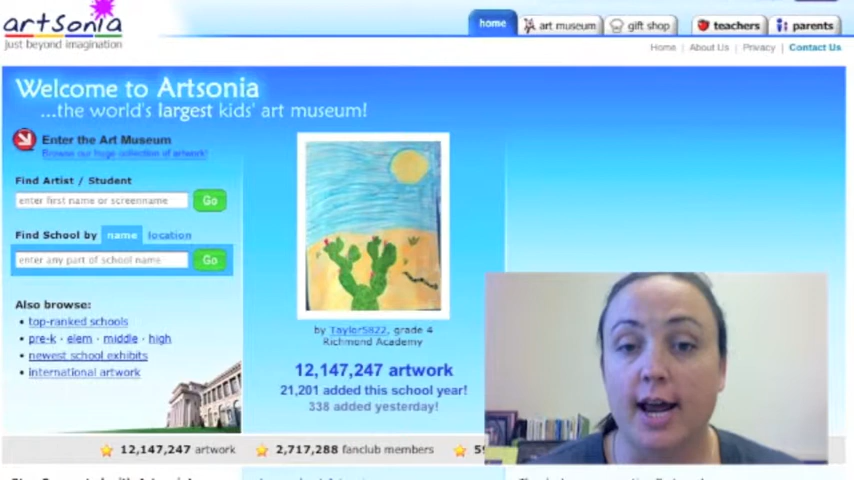 artsonia
just beyond imagination
home
art museum
gift shop
teachers
parents
Home | About Us | Privacy | Contact Us
Welcome to Artsonia
...the world's largest kids' art museum!
Enter the Art Museum
Browse our huge collection of artwork!
Find Artist / Student
enter first name or screenname
Go
Find School by name location
enter any part of school name
Go
Also browse:
• top-ranked schools
• pre-k · elem · middle · high
• newest school exhibits
• international artwork
by Taylor5822, grade 4
Richmond Academy
12,147,247 artwork
21,201 added this school year!
338 added yesterday!
12,147,247 artwork
2,717,288 fanclub members